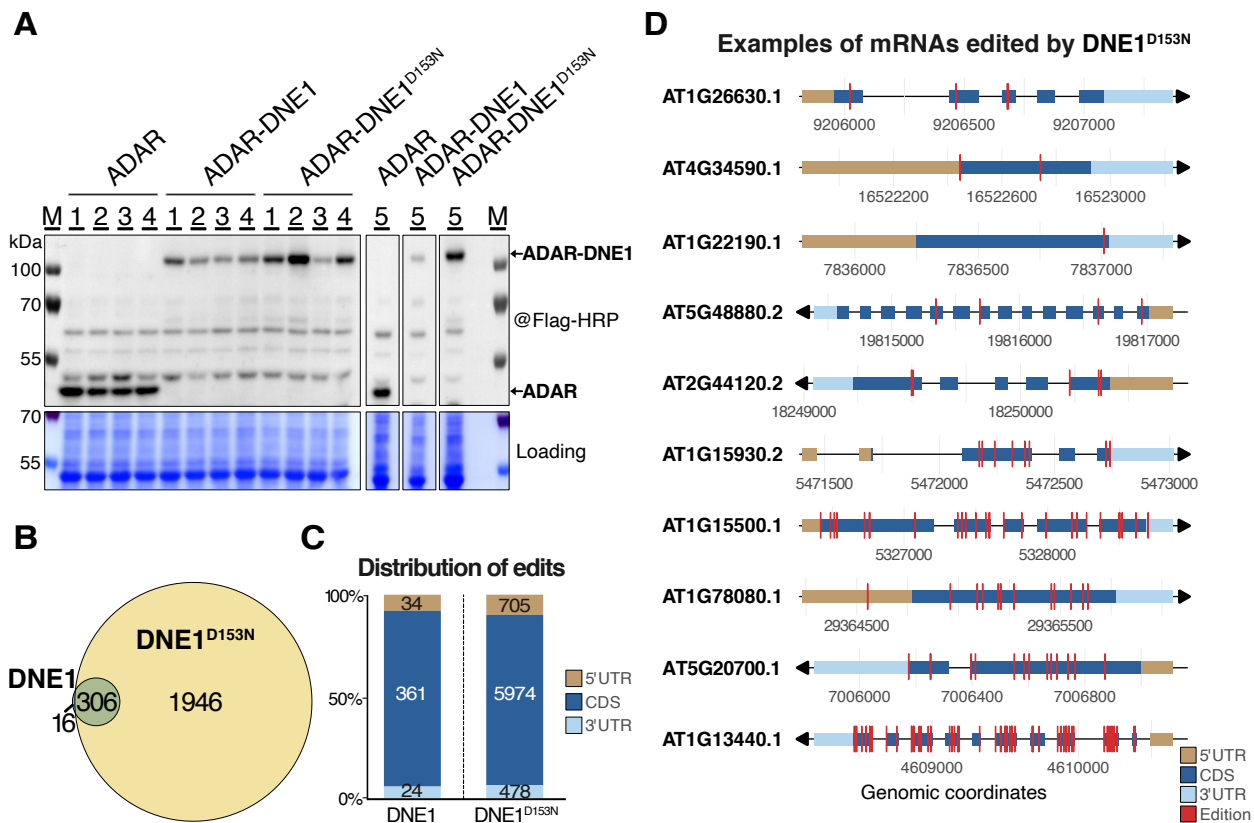 A
ADAR
ADAR-DNE1
ADAR-DNE1D153N
ADAR
ADAR-DNE1
ADAR-DNE1D153N
M 1 2 3 4 1 2 3 4 1 2 3 4 5 5 5 M
kDa
100
70
55
70
55
ADAR-DNE1
@Flag-HRP
ADAR
Loading
B
DNE1D153N
DNE1
306
1946
16
C
Distribution of edits
100%
50%
0%
34
361
24
705
5974
478
DNE1
DNE1D153N
5'UTR
CDS
3'UTR
D
Examples of mRNAs edited by DNE1D153N
AT1G26630.1
9206000 9206500 9207000
AT4G34590.1
16522200 16522600 16523000
AT1G22190.1
7836000 7836500 7837000
AT5G48880.2
19815000 19816000 19817000
AT2G44120.2
18249000 18250000
AT1G15930.2
5471500 5472000 5472500 5473000
AT1G15500.1
5327000 5328000
AT1G78080.1
29364500 29365500
AT5G20700.1
7006000 7006400 7006800
AT1G13440.1
4609000 4610000
Genomic coordinates
5'UTR
CDS
3'UTR
Edition